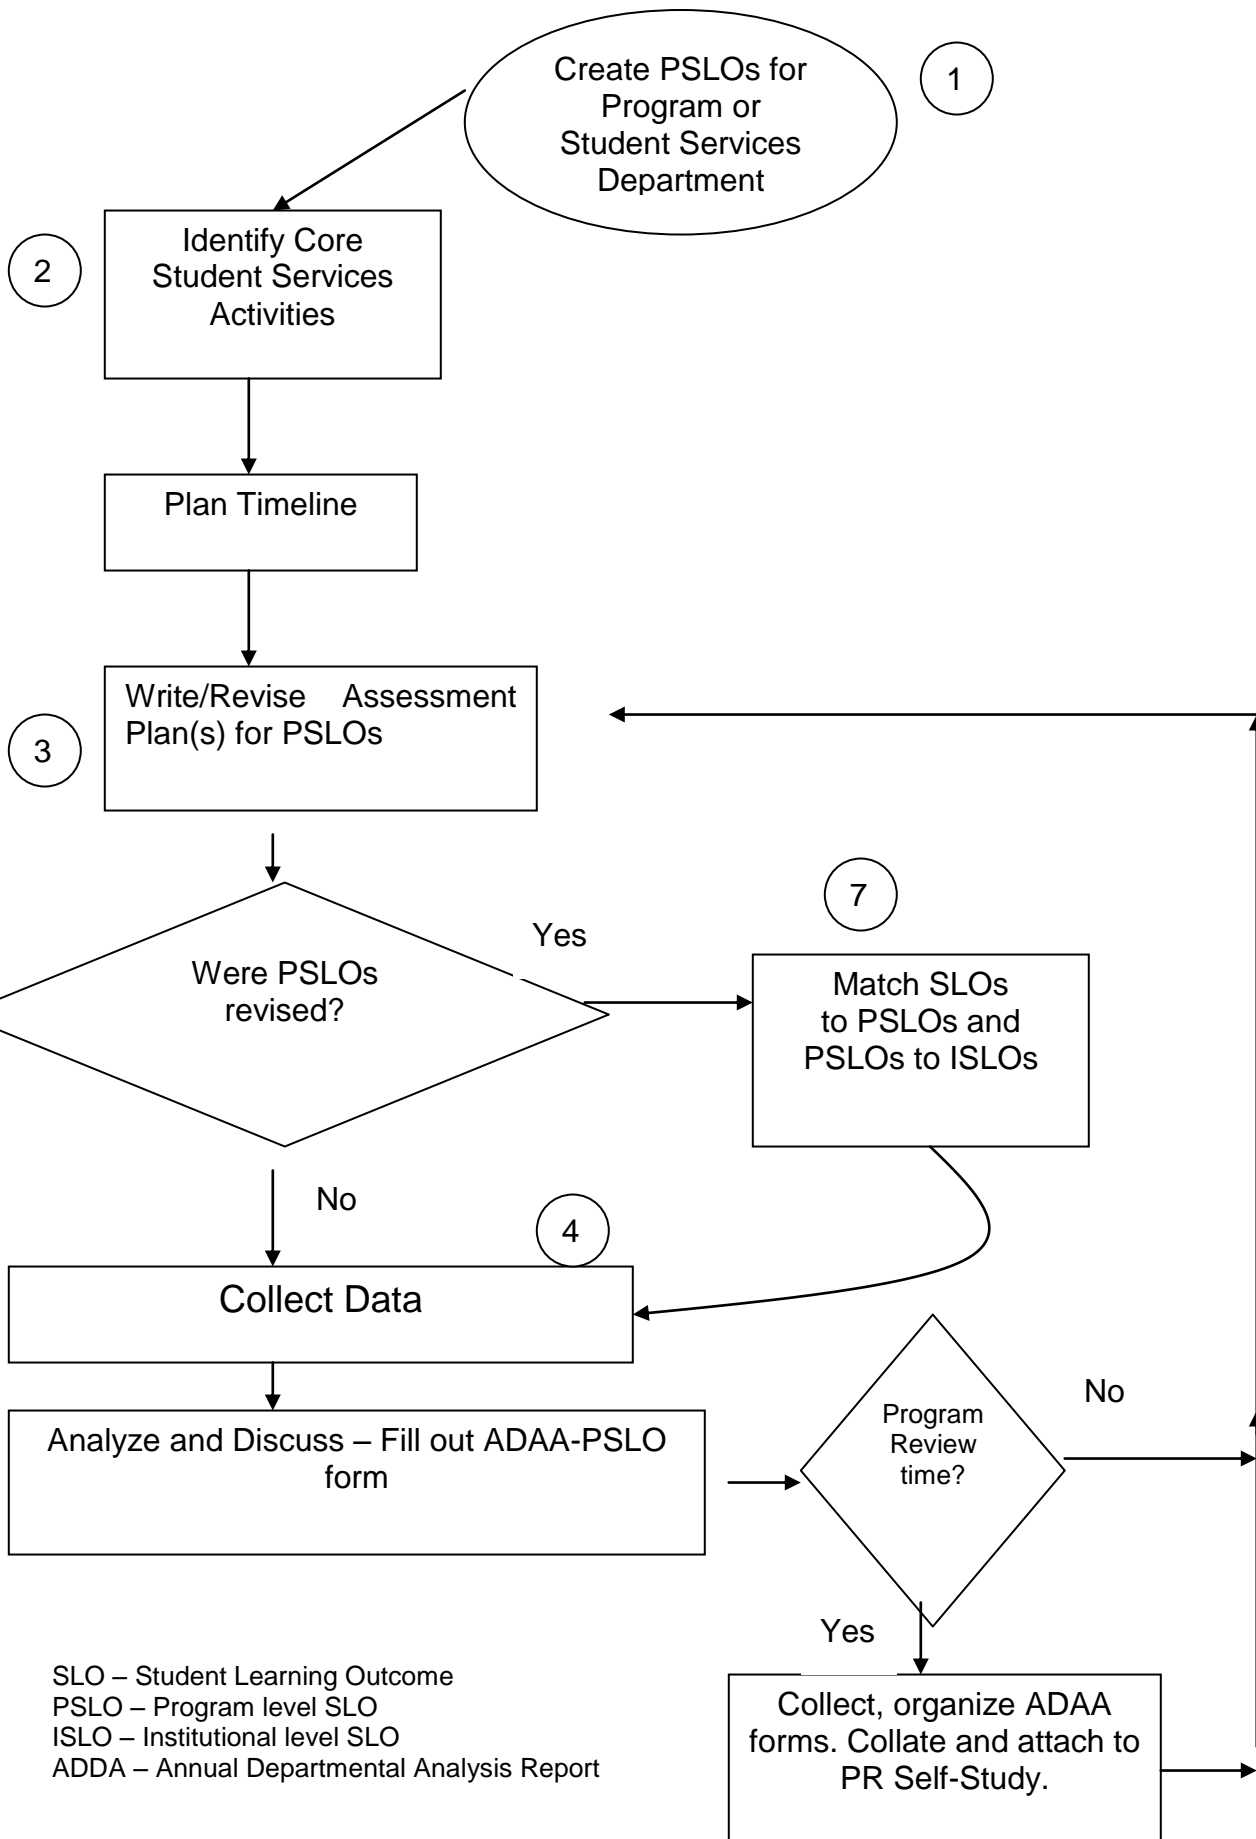 Create PSLOs for
Program or
Student Services
Department
1
2
Identify Core
Student Services
Activities
Plan Timeline
3
Write/Revise Assessment
Plan(s) for PSLOs
Were PSLOs
revised?
Yes
7
Match SLOs
to PSLOs and
PSLOs to ISLOs
No
4
Collect Data
Analyze and Discuss – Fill out ADAA-PSLO
form
Program
Review
time?
No
Yes
Collect, organize ADAA
forms. Collate and attach to
PR Self-Study.
SLO – Student Learning Outcome
PSLO – Program level SLO
ISLO – Institutional level SLO
ADDA – Annual Departmental Analysis Report